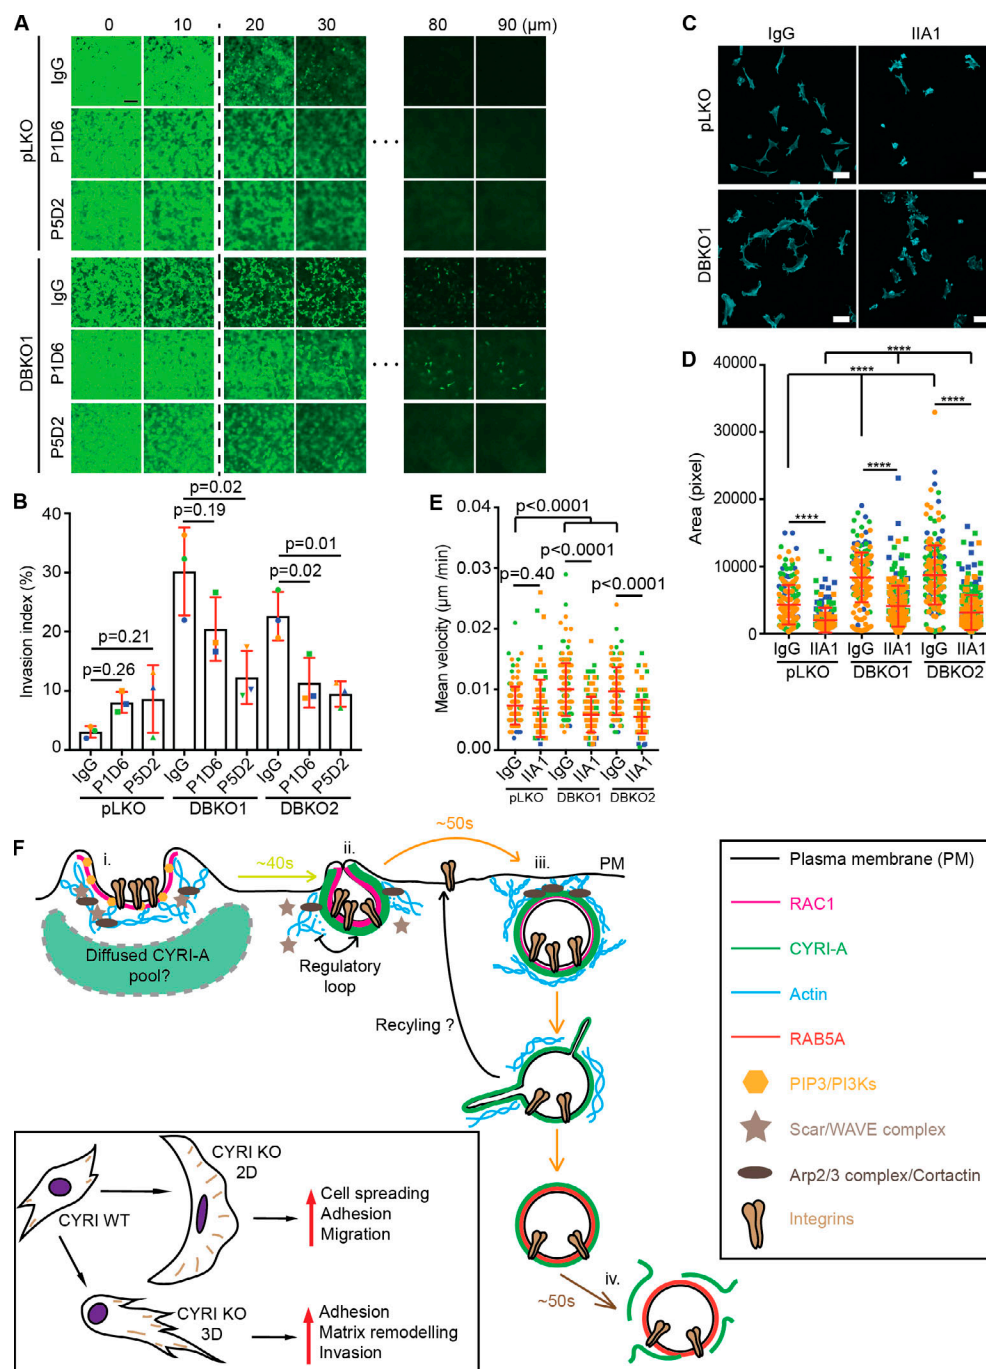 A
0 10 20 30 80 90 (µm)
pLKO
IgG
P1D6
P5D2
DBKO1
IgG
P1D6
P5D2
...
...
B
Invasion index (%)
40
30
20
10
0
p=0.02
p=0.19
p=0.01
p=0.02
p=0.21
p=0.26
IgG P1D6 P5D2 IgG P1D6 P5D2 IgG P1D6 P5D2
pLKO DBKO1 DBKO2
C
IgG IIA1
pLKO
DBKO1
D
Area (pixel)
40000
30000
20000
10000
0
****
****
****
****
****
IgG IIA1 IgG IIA1 IgG IIA1
pLKO DBKO1 DBKO2
E
Mean velocity (µm /min)
0.04
0.03
0.02
0.01
0.00
p<0.0001
p<0.0001
p=0.40
p<0.0001
IgG IIA1 IgG IIA1 IgG IIA1
pLKO DBKO1 DBKO2
F
i.
~40s
ii.
~50s
iii.
PM
Diffused CYRI-A
pool?
Regulatory
loop
Recyling ?
iv.
~50s
CYRI WT
CYRI KO
2D
Cell spreading
Adhesion
Migration
CYRI KO
3D
Adhesion
Matrix remodelling
Invasion
Plasma membrane (PM)
RAC1
CYRI-A
Actin
RAB5A
PIP3/PI3Ks
Scar/WAVE complex
Arp2/3 complex/Cortactin
Integrins